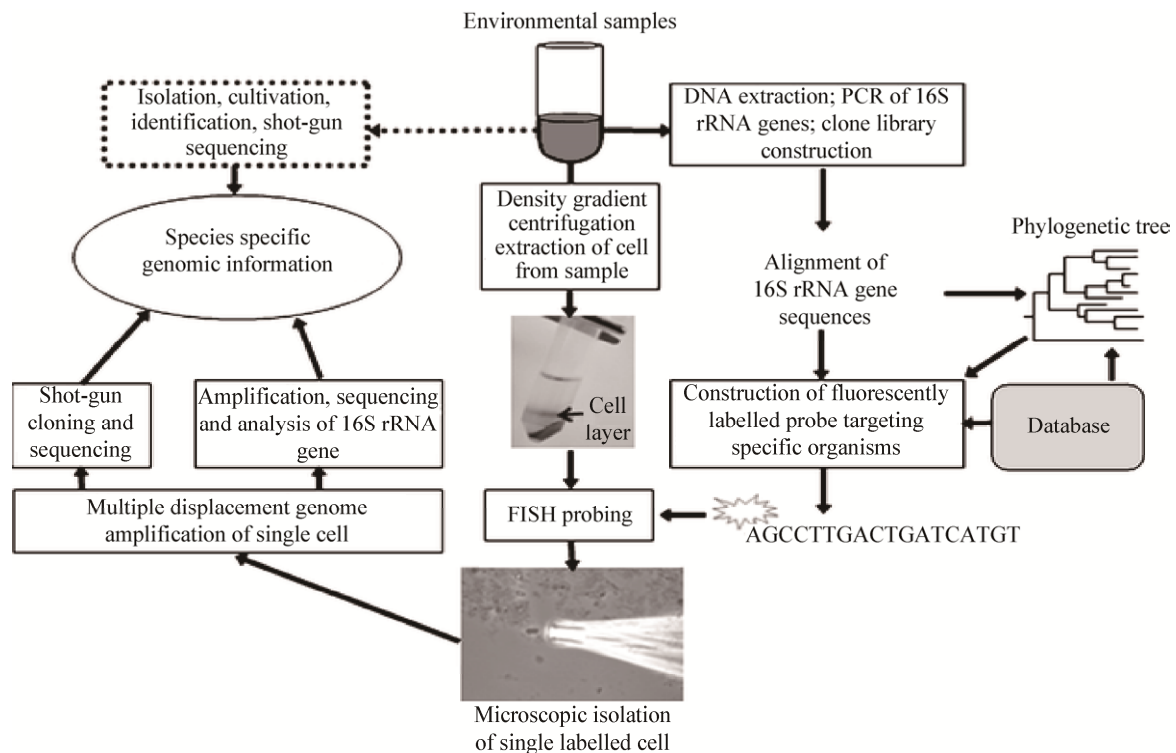 Environmental samples
Isolation, cultivation,
identification, shot-gun
sequencing
DNA extraction; PCR of 16S
rRNA genes; clone library
construction
Density gradient
centrifugation
extraction of cell
from sample
Species specific
genomic information
Phylogenetic tree
Alignment of
16S rRNA gene
sequences
Shot-gun
cloning and
sequencing
Amplification, sequencing
and analysis of 16S rRNA
gene
Cell
layer
Construction of fluorescently
labelled probe targeting
specific organisms
Database
Multiple displacement genome
amplification of single cell
FISH probing
AGCCTTGACTGATCATGT
Microscopic isolation
of single labelled cell